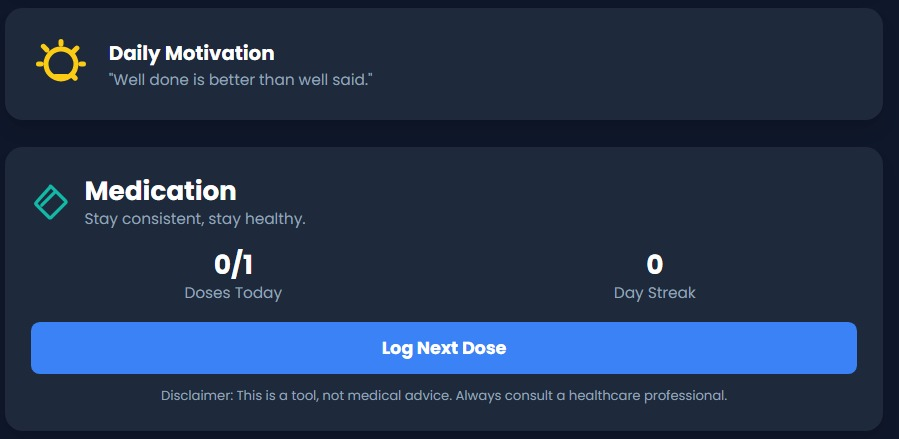 Daily Motivation
"Well done is better than well said."
Medication
Stay consistent, stay healthy.
0/1
Doses Today
0
Day Streak
Log Next Dose
Disclaimer: This is a tool, not medical advice. Always consult a healthcare professional.